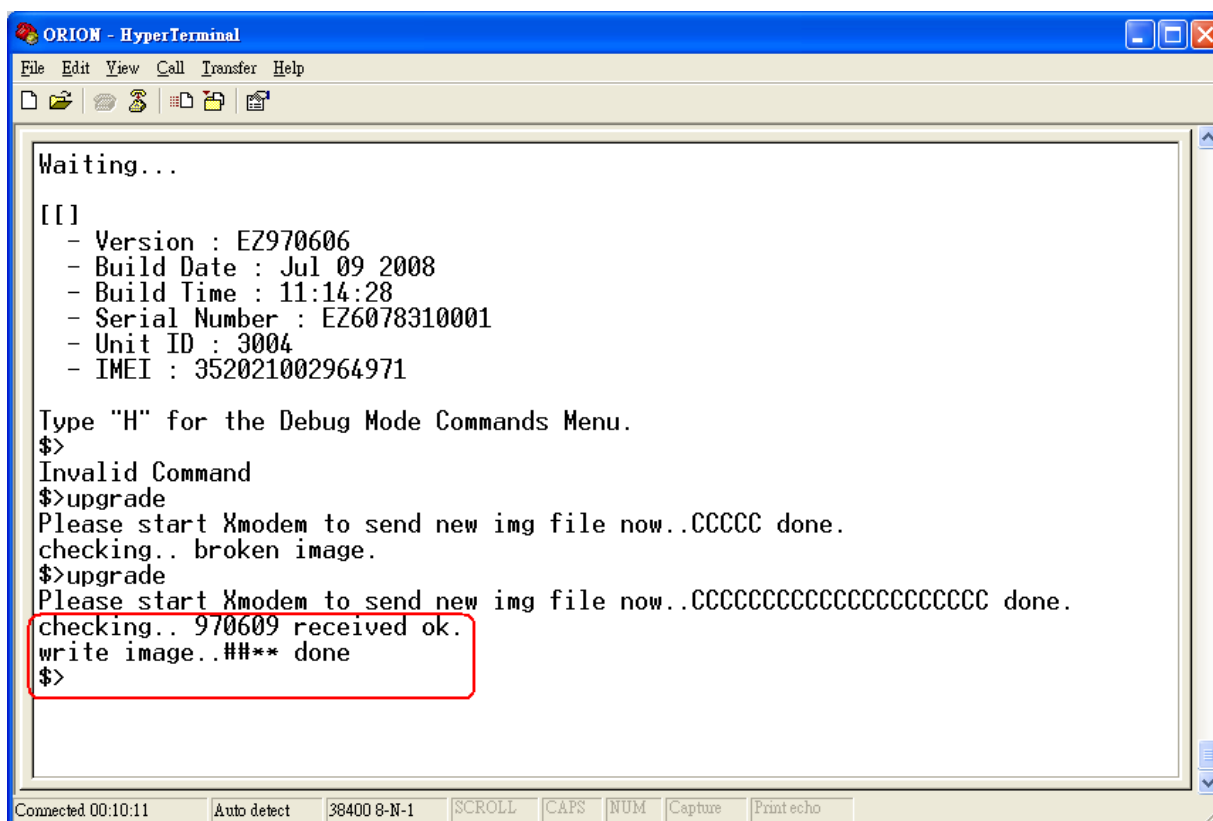 ORION - HyperTerminal
File Edit View Call Transfer Help
Waiting...
[[]
- Version : EZ970606
- Build Date : Jul 09 2008
- Build Time : 11:14:28
- Serial Number : EZ6078310001
- Unit ID : 3004
- IMEI : 352021002964971
Type "H" for the Debug Mode Commands Menu.
$>
Invalid Command
$>upgrade
Please start Xmodem to send new img file now..CCCCC done.
checking.. broken image.
$>upgrade
Please start Xmodem to send new img file now..CCCCCCCCCCCCCCCCCCCCC done.
checking.. 970609 received ok.
write image..##** done
$>
Connected 00:10:11 Auto detect 38400 8-N-1 SCROLL CAPS NUM Capture Print echo